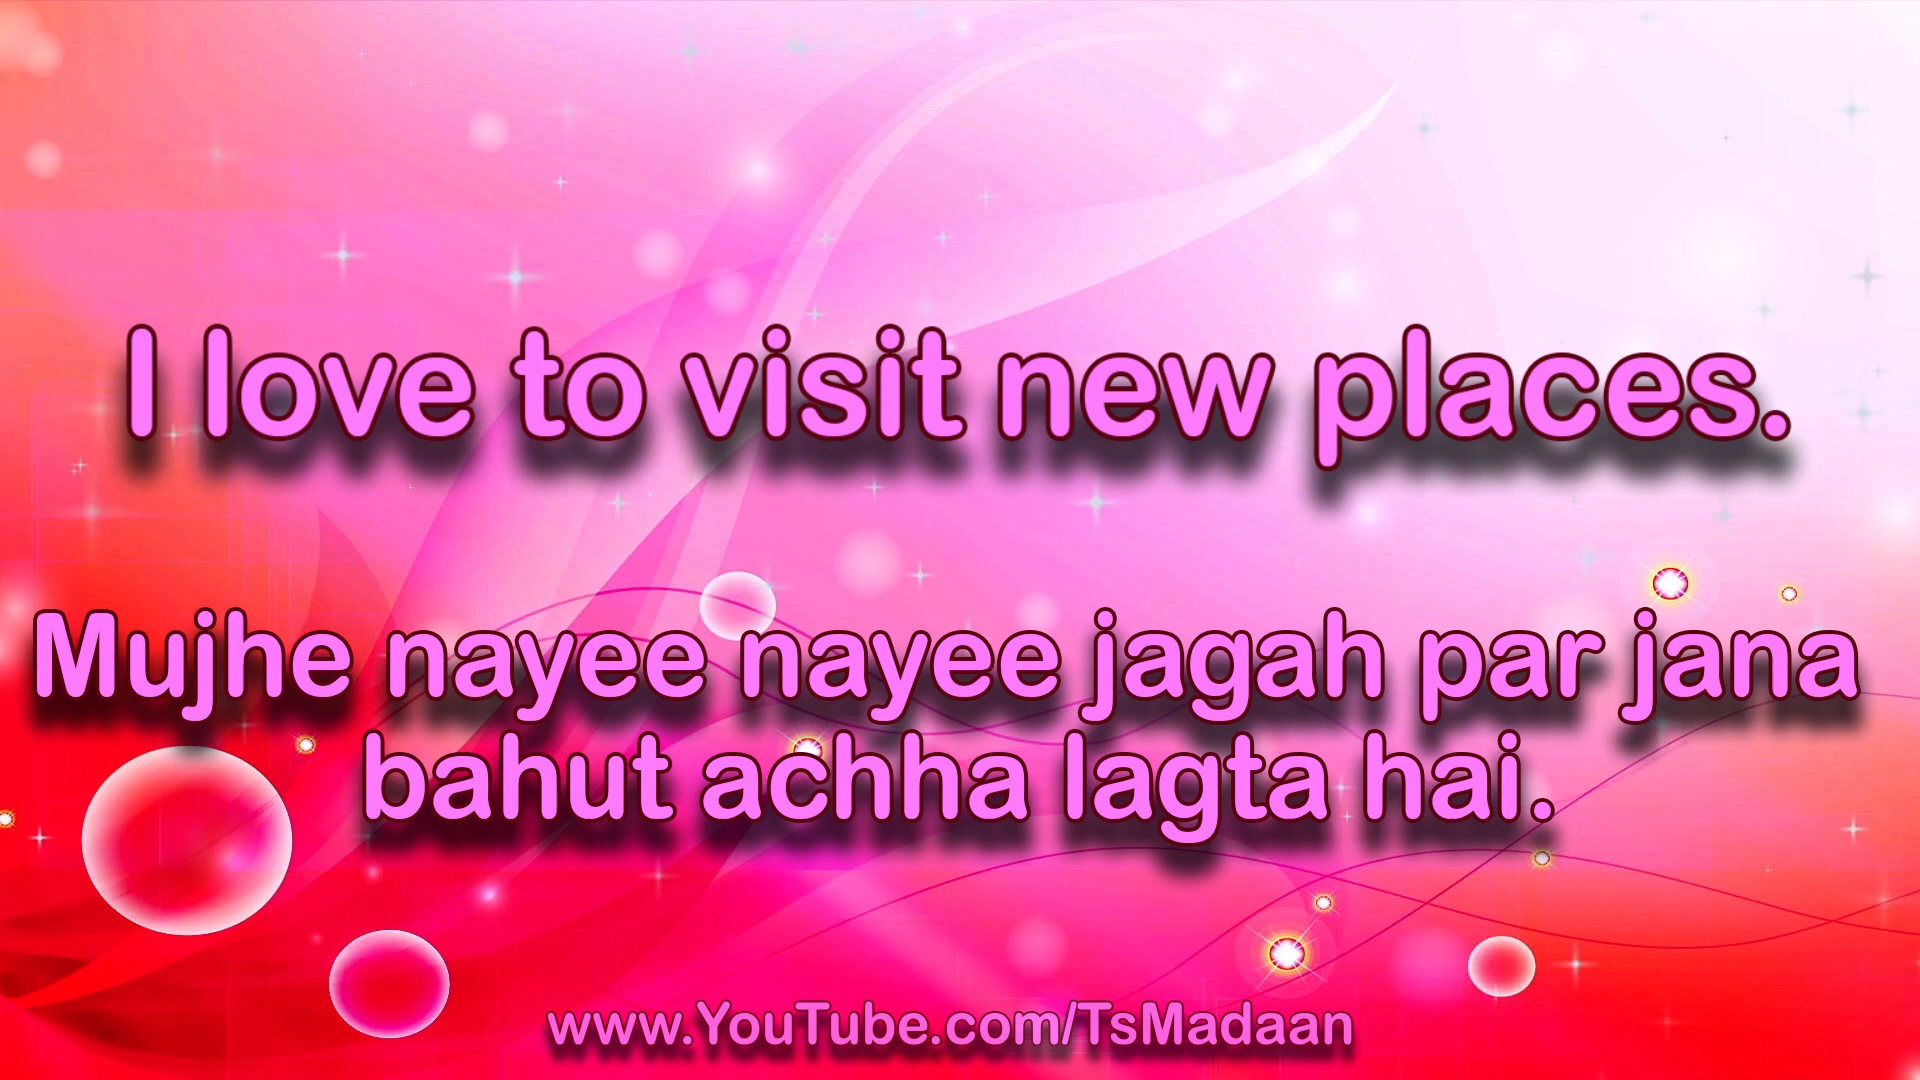 I love to visit new places.
Mujhe nayee nayee jagah par jana
bahut achha lagta hai.
www.YouTube.com/TsMadaan